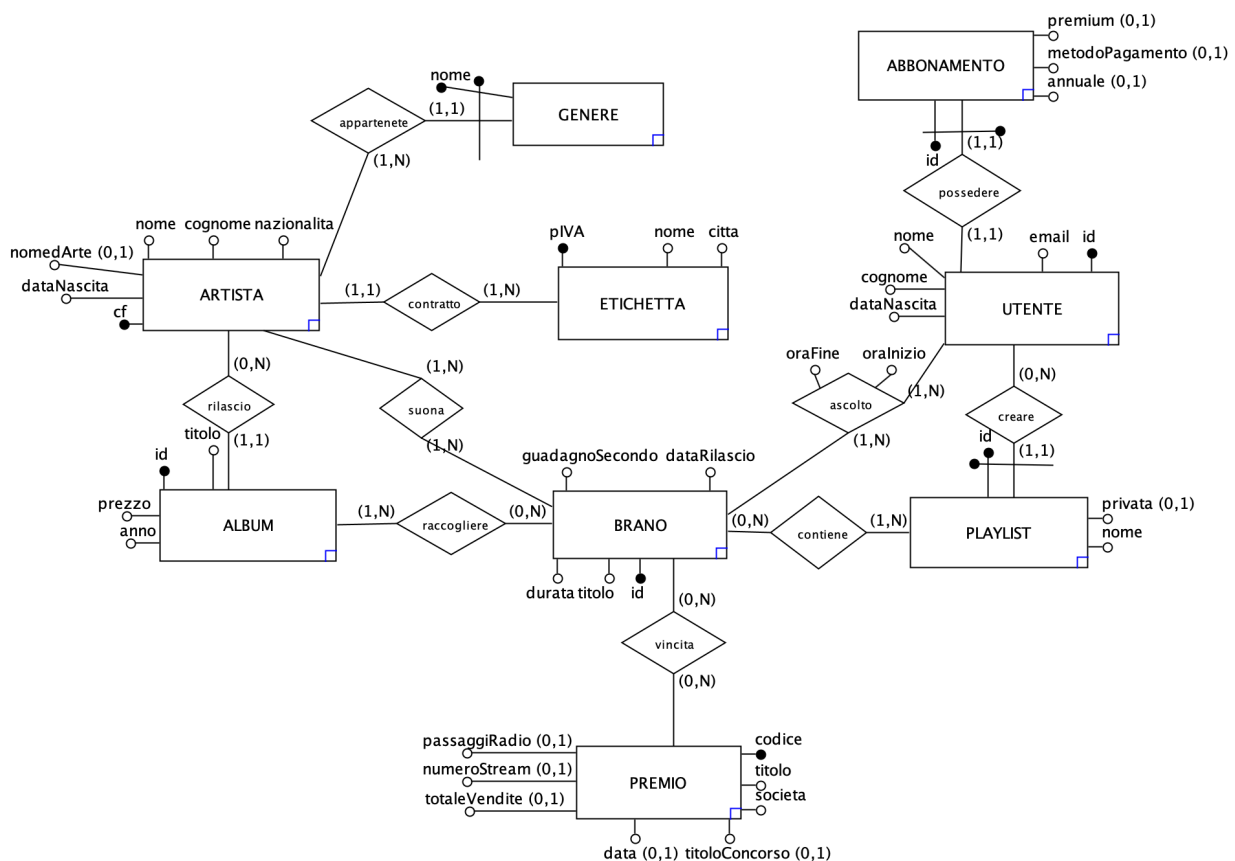 premium (0,1)
ABBONAMENTO
metodoPagamento (0,1)
annuale (0,1)
nome
(1,1)
GENERE
appartenete
(1,N)
(1,1)
id
possedere
(1,1)
nome cognome nazionalita
nomedArte (0,1)
dataNascita
ARTISTA
cf
(1,1)
contratto
(1,N)
pIVA
nome
citta
ETICHETTA
nome
email
id
cognome
dataNascita
UTENTE
(0,N)
rilascio
(1,1)
(1,N)
suona
(1,N)
oraFine
oraInizio
ascolto
(1,N)
(1,N)
(0,N)
creare
(1,1)
id
titolo
id
prezzo
anno
ALBUM
(1,N)
raccogliere
(0,N)
guadagnoSecondo
dataRilascio
BRANO
durata
titolo
id
(0,N)
contiene
(1,N)
PLAYLIST
privata (0,1)
nome
(0,N)
vincita
(0,N)
passaggiRadio (0,1)
numeroStream (0,1)
totaleVendite (0,1)
PREMIO
codice
titolo
societa
data (0,1)
titoloConcorso (0,1)